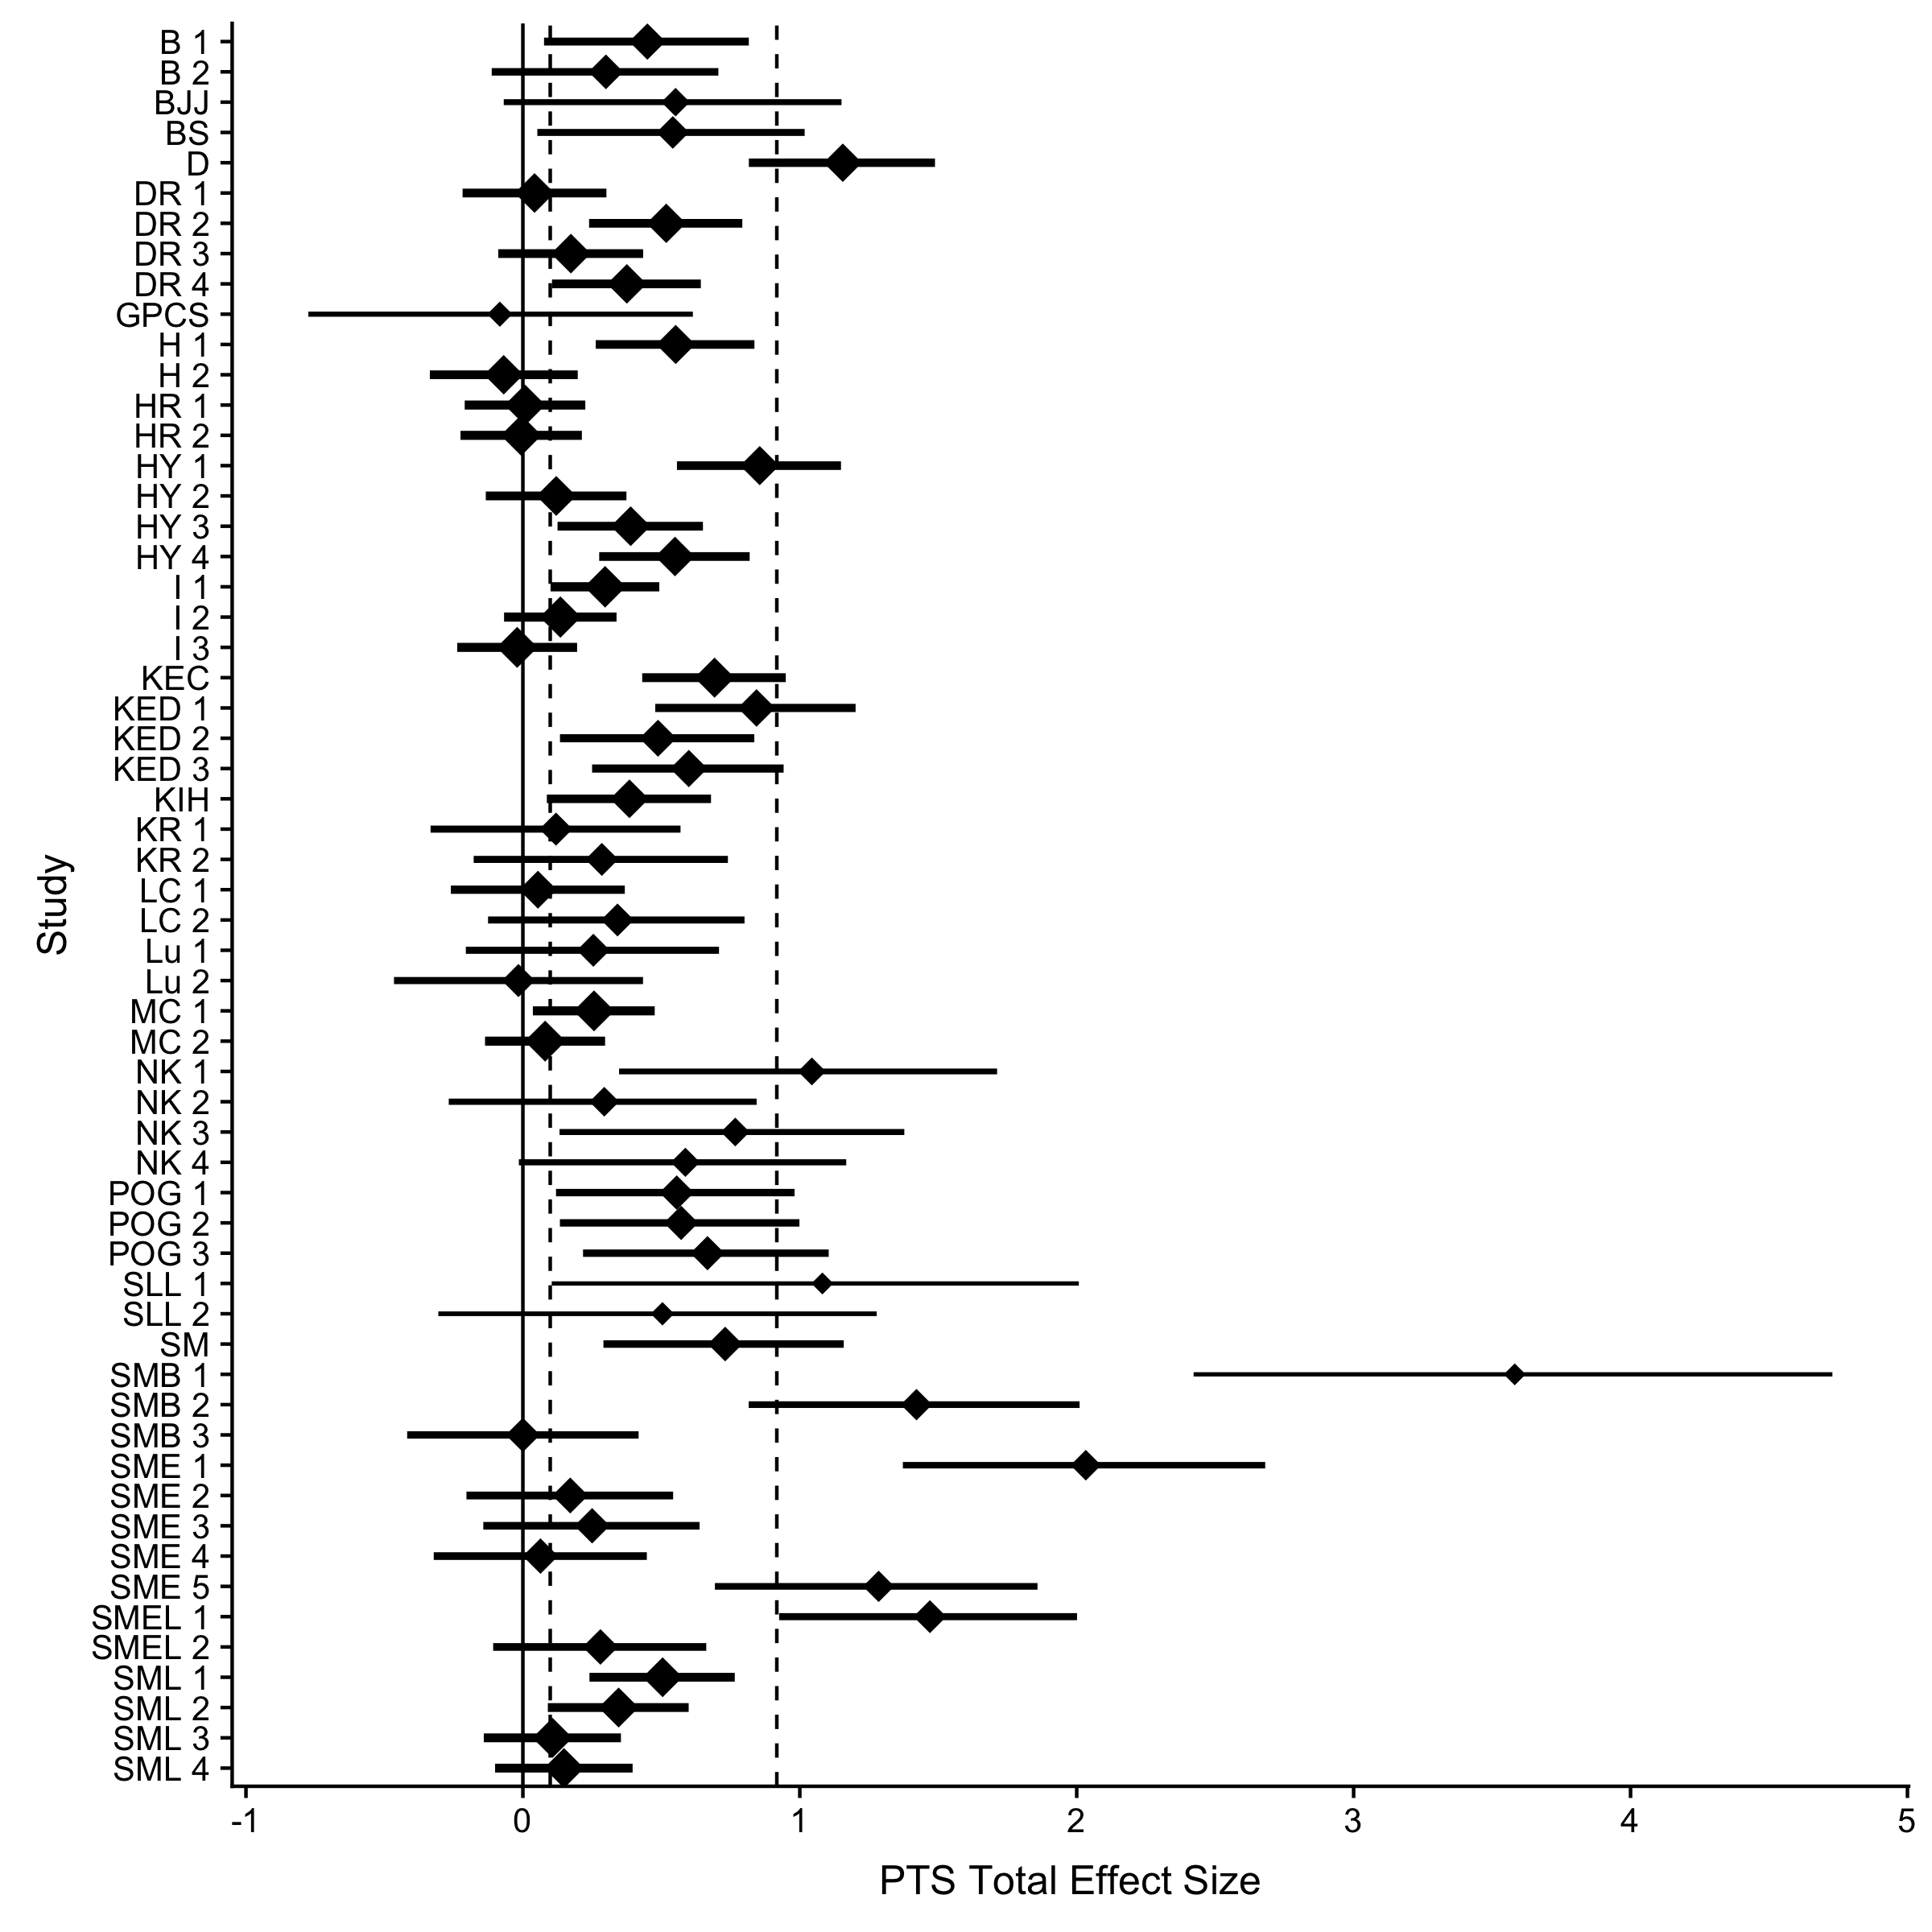 B 1
B 2
BJJ
BS
D
DR 1
DR 2
DR 3
DR 4
GPCS
H 1
H 2
HR 1
HR 2
HY 1
HY 2
HY 3
HY 4
I 1
I 2
I 3
KEC
KED 1
KED 2
KED 3
KIH
KR 1
KR 2
LC 1
LC 2
Lu 1
Lu 2
MC 1
MC 2
NK 1
NK 2
NK 3
NK 4
POG 1
POG 2
POG 3
SLL 1
SLL 2
SM
SMB 1
SMB 2
SMB 3
SME 1
SME 2
SME 3
SME 4
SME 5
SMEL 1
SMEL 2
SML 1
SML 2
SML 3
SML 4
Study
-1 0 1 2 3 4 5
PTS Total Effect Size